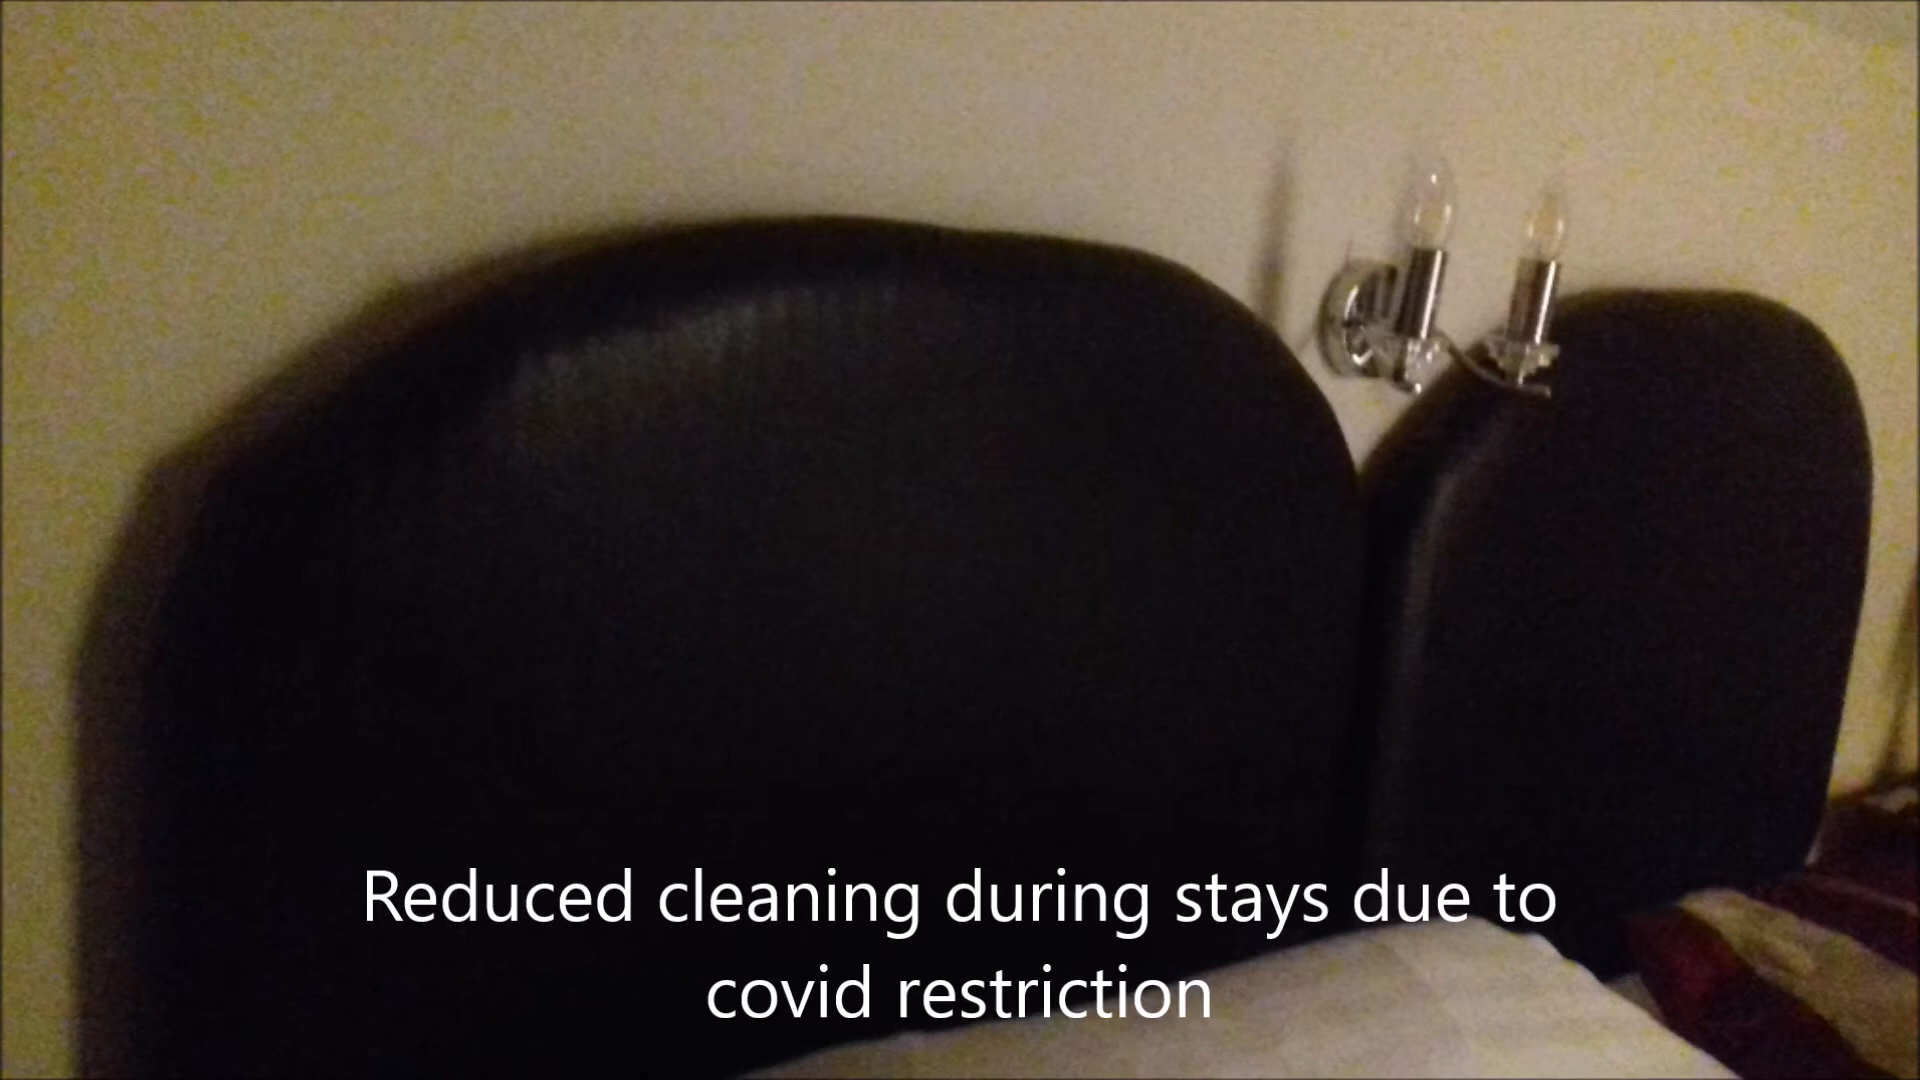 Reduced cleaning during stays due to
covid restriction